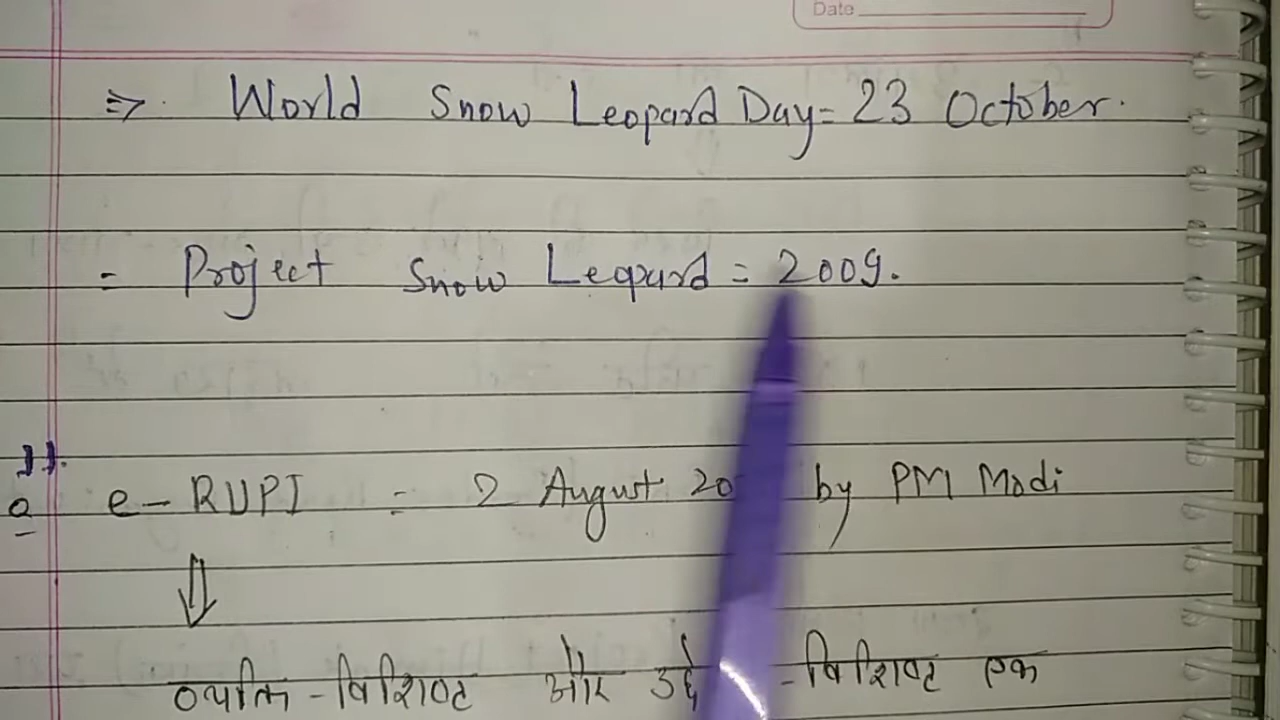 Date
⇒ World Snow Leopard Day = 23 October.
= Project Snow Leopard = 2009.
11.
Q e-RUPI = 2 August by PM Modi
⇓
व्यक्ति-विशिष्ट और -विशिष्ट एक